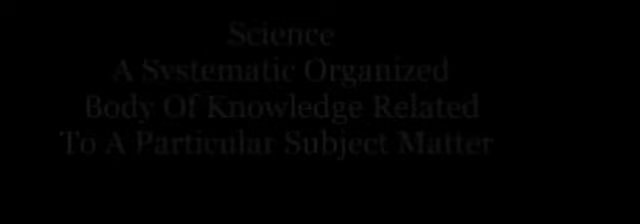 Science
A Systematic Organized
Body Of Knowledge Related
To A Particular Subject Matter